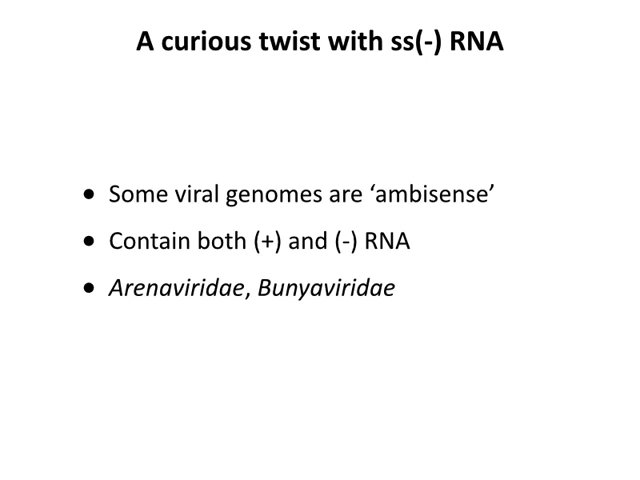 A curious twist with ss(-) RNA
• Some viral genomes are ‘ambisense’
• Contain both (+) and (-) RNA
• Arenaviridae, Bunyaviridae